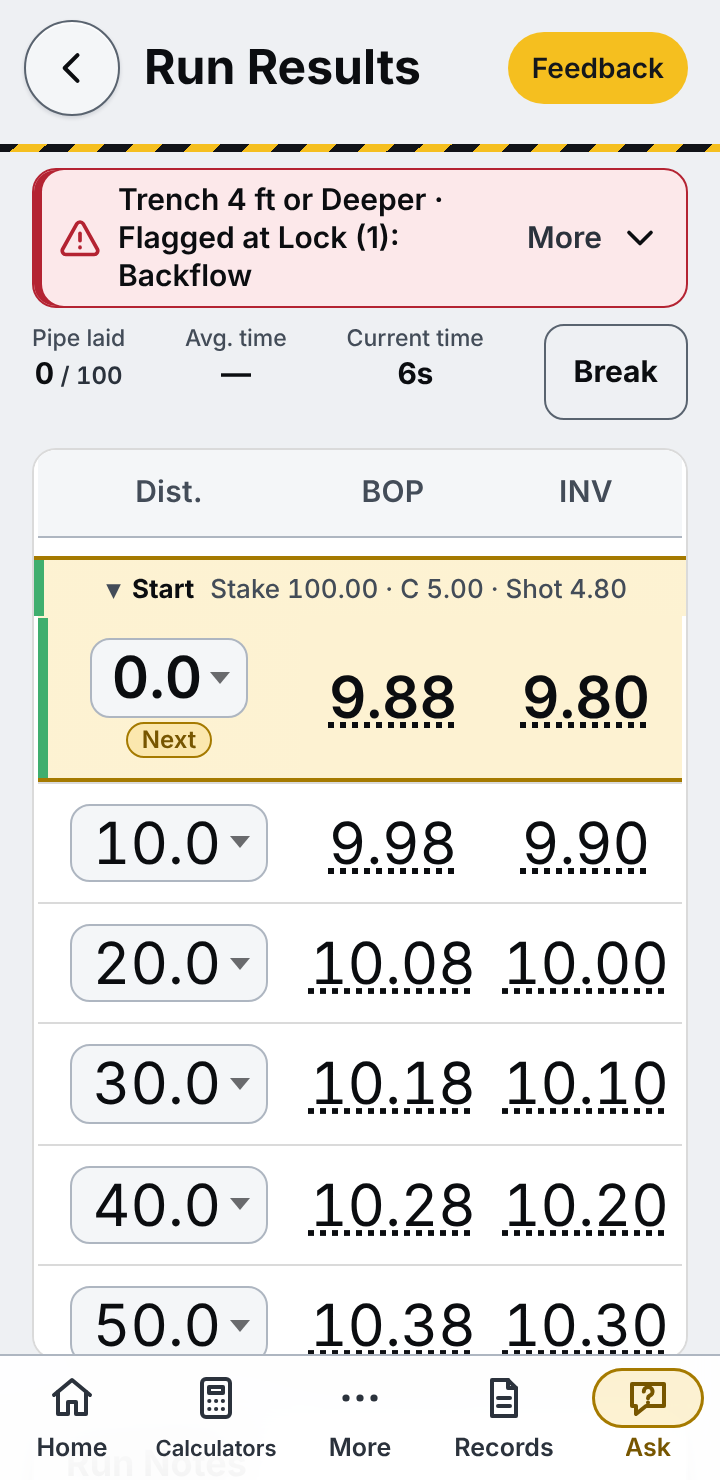 Run Results
Feedback
Trench 4 ft or Deeper ·
Flagged at Lock (1):
Backflow
More
Pipe laid
0 / 100
Avg. time
—
Current time
6s
Break
Dist. BOP INV
▼ Start Stake 100.00 · C 5.00 · Shot 4.80
0.0 9.88 9.80
Next
10.0 9.98 9.90
20.0 10.08 10.00
30.0 10.18 10.10
40.0 10.28 10.20
50.0 10.38 10.30
Run Notes
Home Calculators More Records Ask